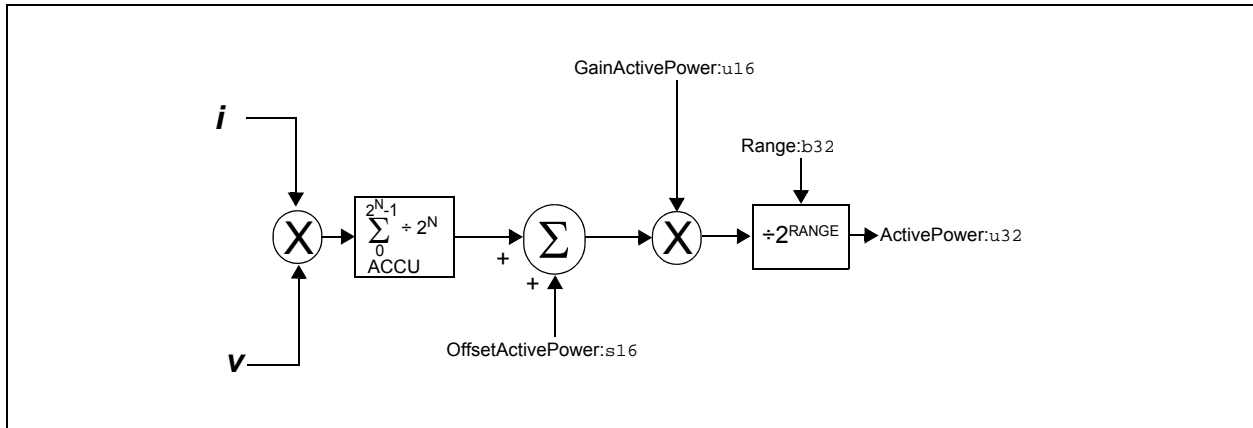 GainActivePower:u16
i
Range:b32
X
2^N-1
∑ ÷ 2^N
0
ACCU
+
Σ
+
X
÷2^RANGE
ActivePower:u32
OffsetActivePower:s16
v